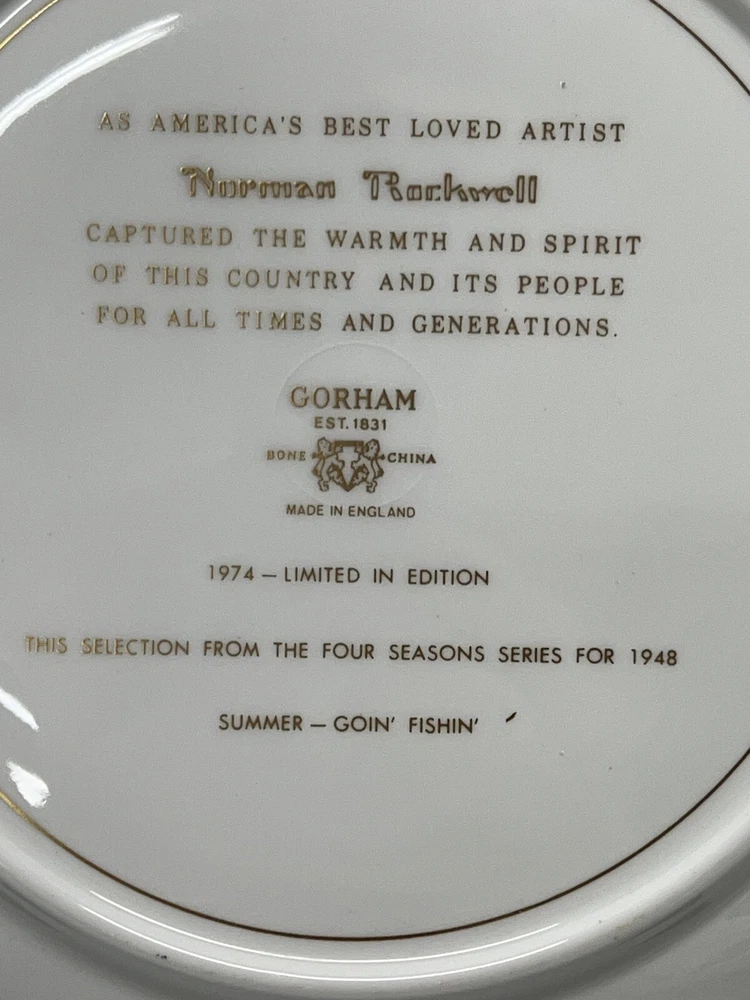 AS AMERICA'S BEST LOVED ARTIST
Norman Rockwell
CAPTURED THE WARMTH AND SPIRIT
OF THIS COUNTRY AND ITS PEOPLE
FOR ALL TIMES AND GENERATIONS.
GORHAM
EST. 1831
BONE CHINA
MADE IN ENGLAND
1974 — LIMITED IN EDITION
THIS SELECTION FROM THE FOUR SEASONS SERIES FOR 1948
SUMMER — GOIN' FISHIN'